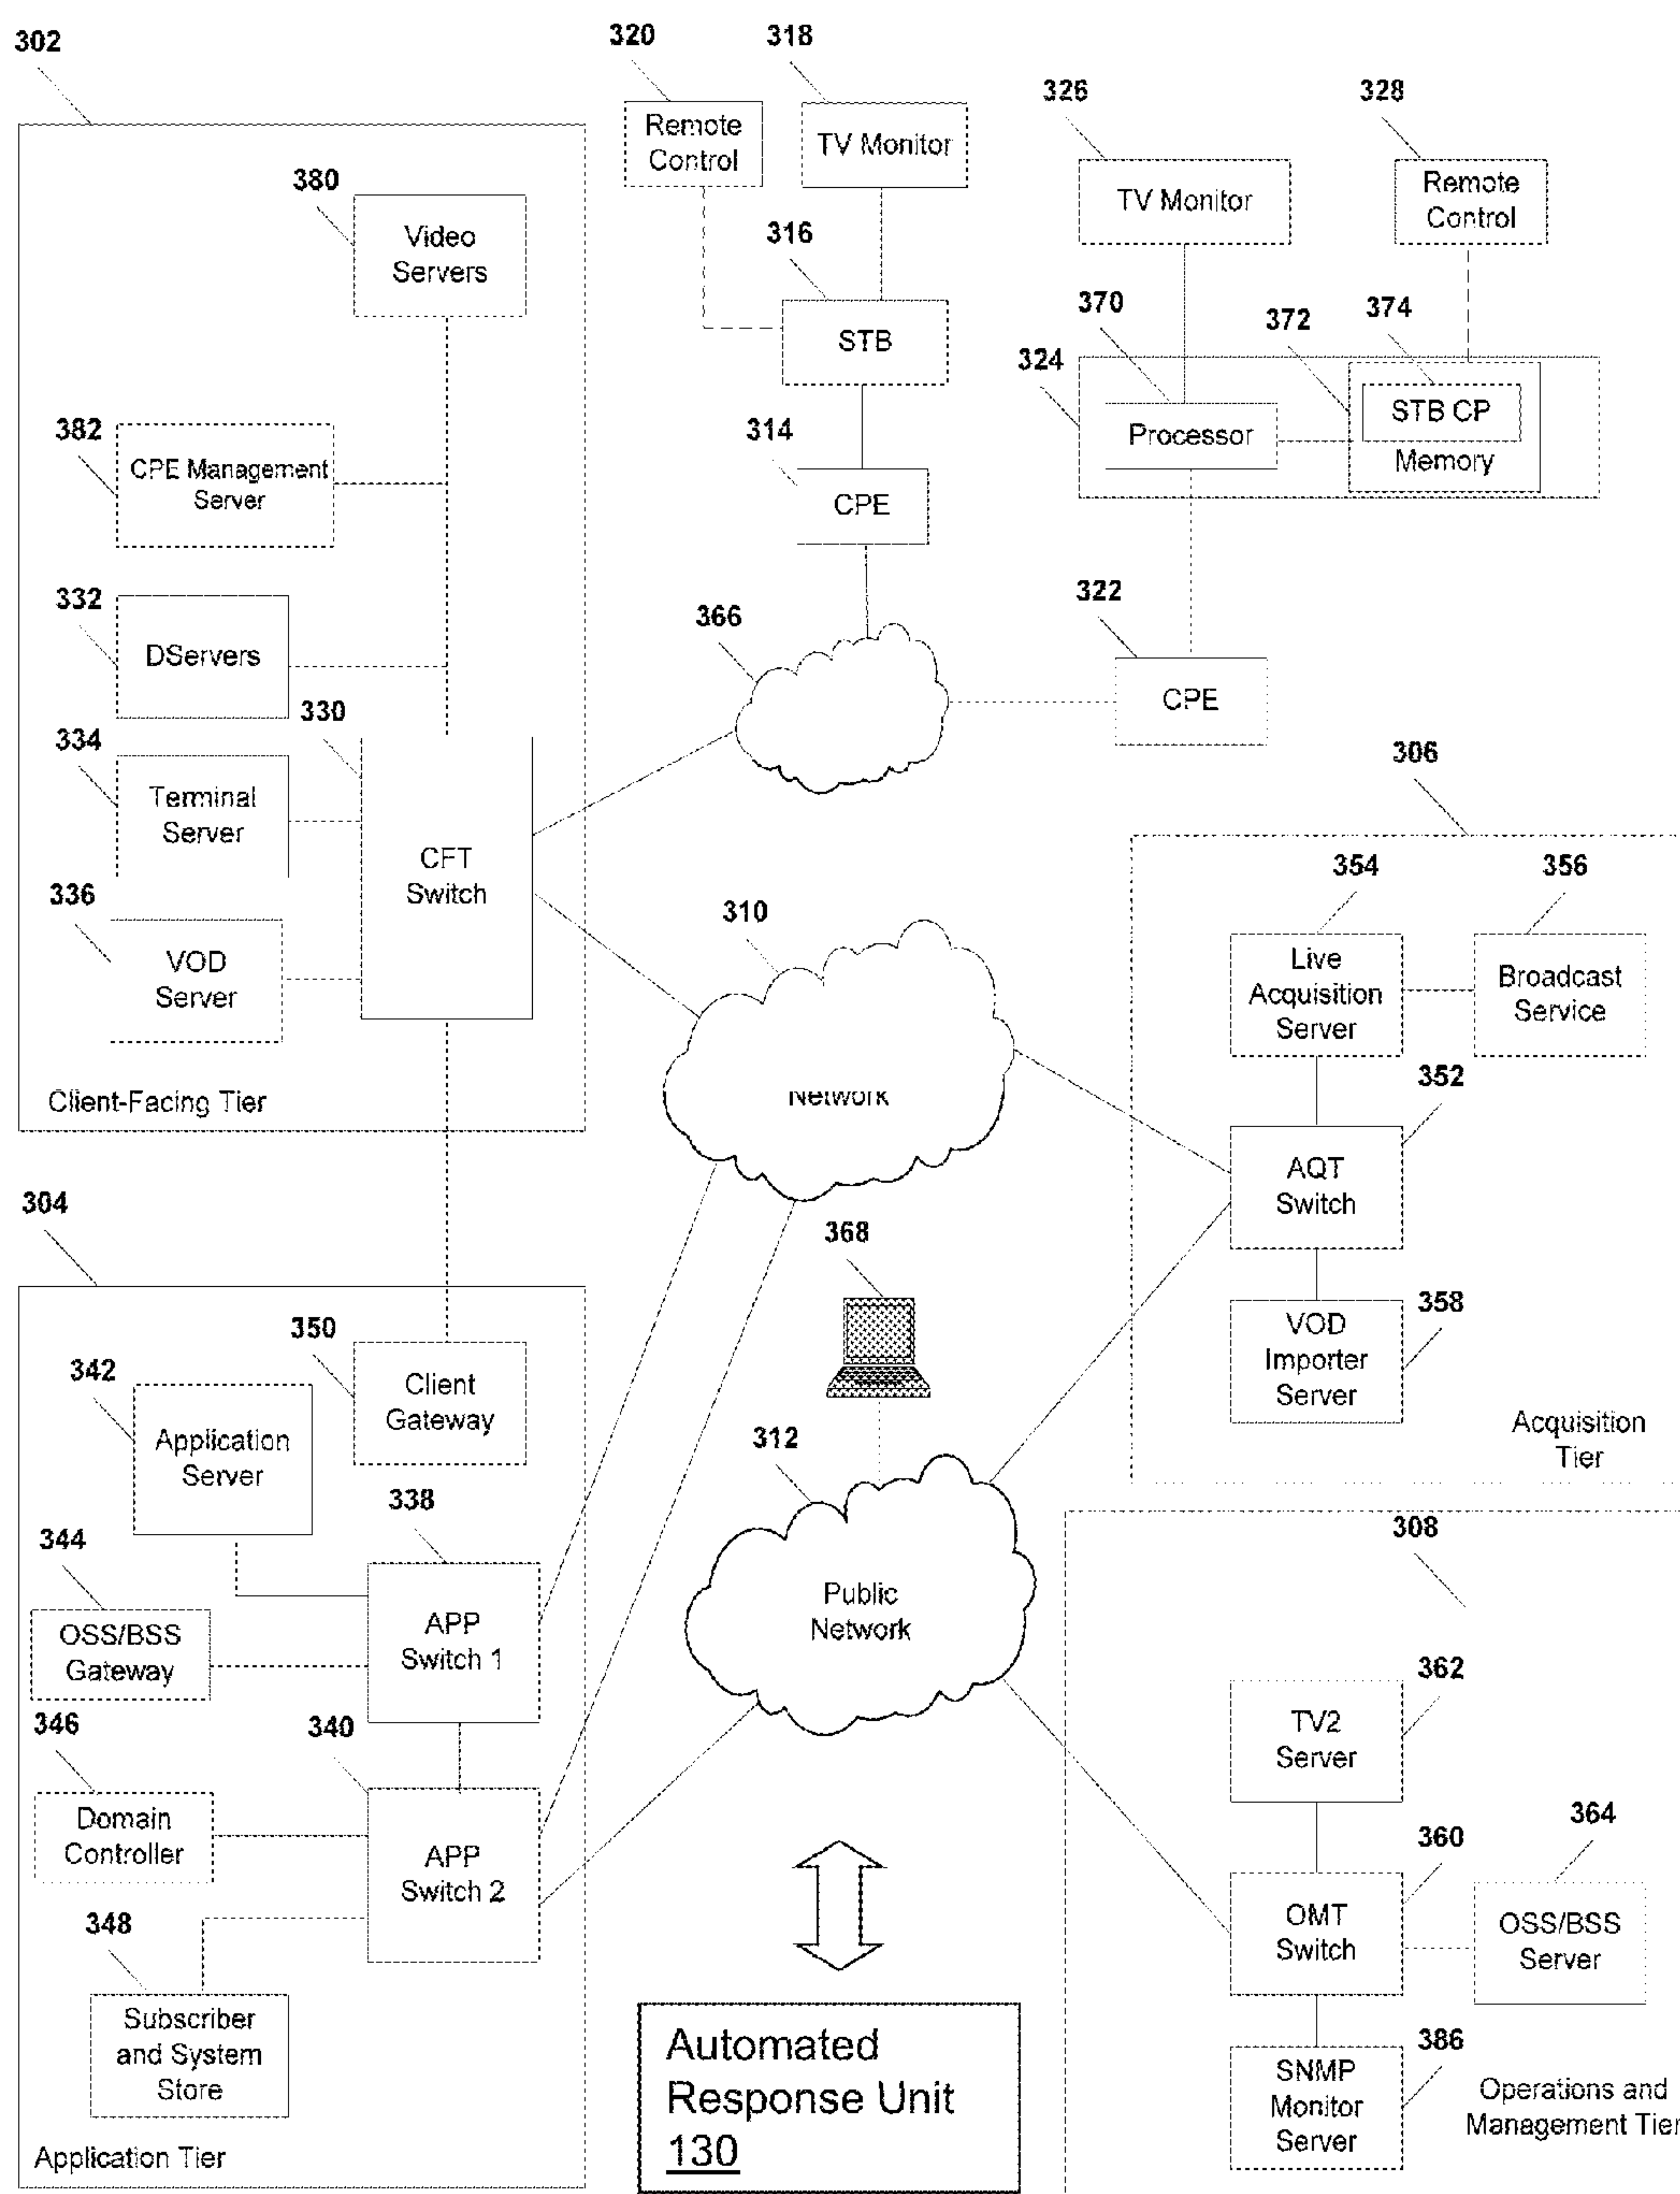 302
320
318
326
328
Remote
Control
TV Monitor
TV Monitor
Remote
Control
380
Video
Servers
316
STB
370
372
374
324
STB CP
Processor
Memory
382
CPE Management
Server
314
CPE
332
DServers
366
322
CPE
330
334
Terminal
Server
CFT
Switch
336
VOD
Server
Client-Facing Tier
306
354
356
Live
Acquisition
Server
Broadcast
Service
352
310
Network
AQT
Switch
304
368
358
VOD
Importer
Server
Acquisition
Tier
350
Client
Gateway
342
Application
Server
312
Public
Network
338
APP
Switch 1
344
OSS/BSS
Gateway
308
362
TV2
Server
346
Domain
Controller
340
APP
Switch 2
360
364
OMT
Switch
OSS/BSS
Server
348
Subscriber
and System
Store
Application Tier
Automated
Response Unit
130
386
SNMP
Monitor
Server
Operations and
Management Tier